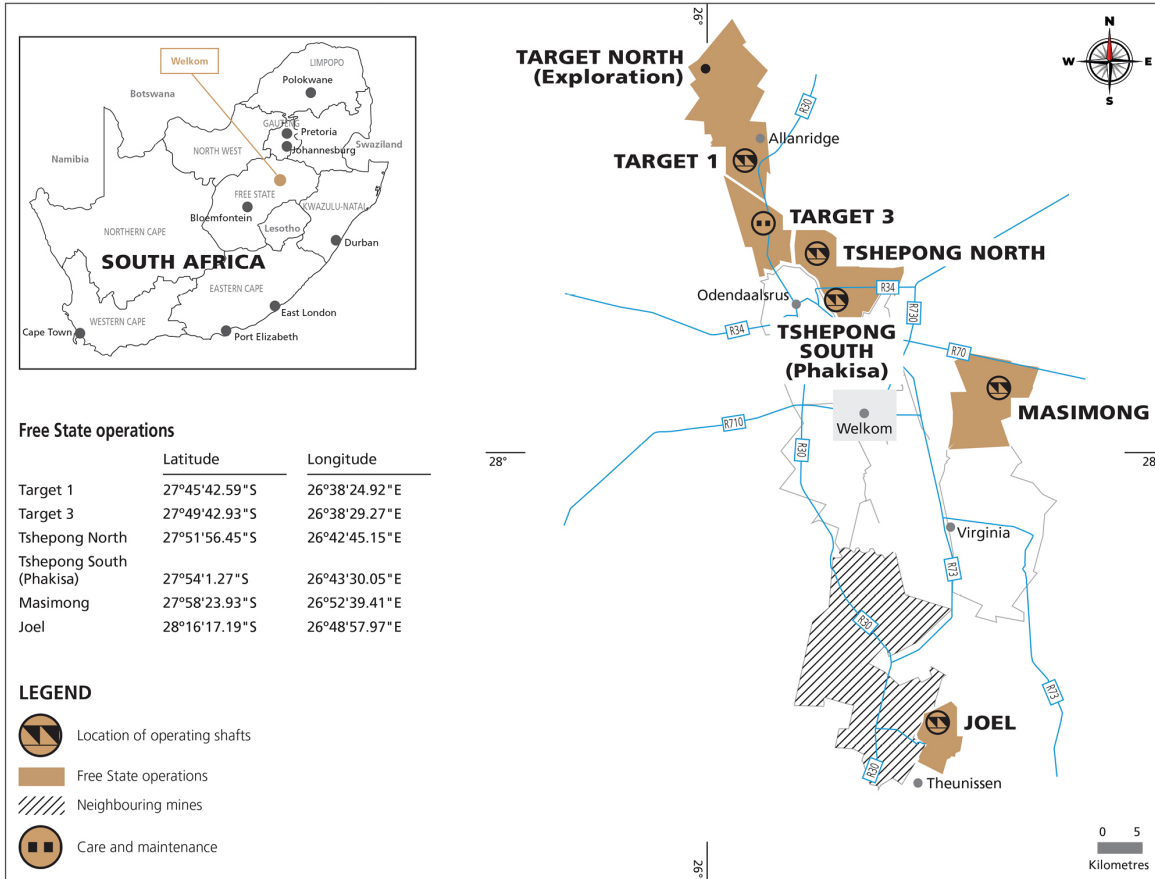 Welkom
LIMPOPO
Polokwane
Botswana
GAUTENG
Pretoria
Johannesburg
NORTH WEST
Swaziland
Namibia
FREE STATE
KWAZULU-NATAL
Bloemfontein
Lesotho
NORTHERN CAPE
Durban
SOUTH AFRICA
EASTERN CAPE
East London
WESTERN CAPE
Cape Town
Port Elizabeth
Free State operations
Latitude Longitude
Target 1 27°45'42.59"S 26°38'24.92"E
Target 3 27°49'42.93"S 26°38'29.27"E
Tshepong North 27°51'56.45"S 26°42'45.15"E
Tshepong South
(Phakisa) 27°54'1.27"S 26°43'30.05"E
Masimong 27°58'23.93"S 26°52'39.41"E
Joel 28°16'17.19"S 26°48'57.97"E
LEGEND
Location of operating shafts
Free State operations
Neighbouring mines
Care and maintenance
26°
N
W E
S
TARGET NORTH
(Exploration)
R30
Allanridge
TARGET 1
TARGET 3
TSHEPONG NORTH
Odendaalsrus
R34
R730
R34
TSHEPONG
SOUTH
(Phakisa)
R70
MASIMONG
R710
Welkom
R30
28°
28
Virginia
R73
R30
R73
JOEL
R30
Theunissen
26°
0 5
Kilometres